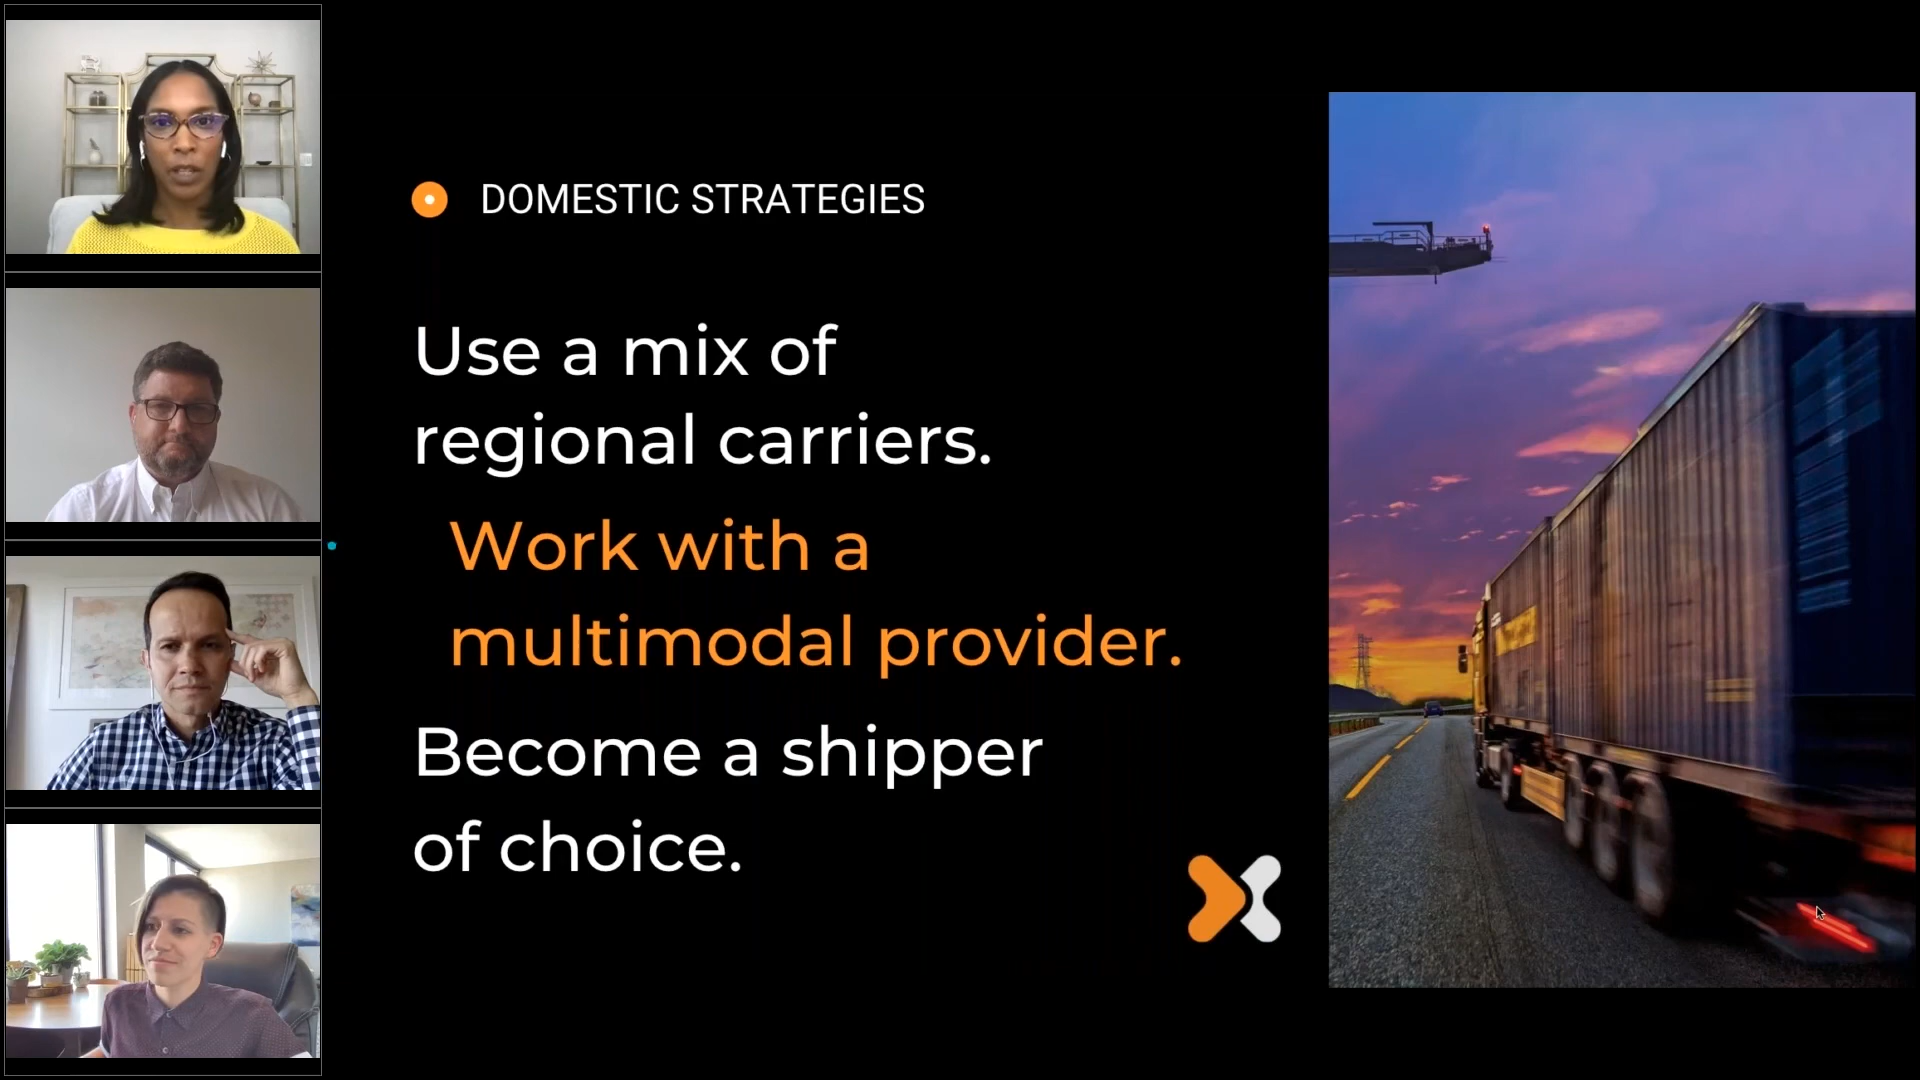 DOMESTIC STRATEGIES
Use a mix of
regional carriers.
Work with a
multimodal provider.
Become a shipper
of choice.